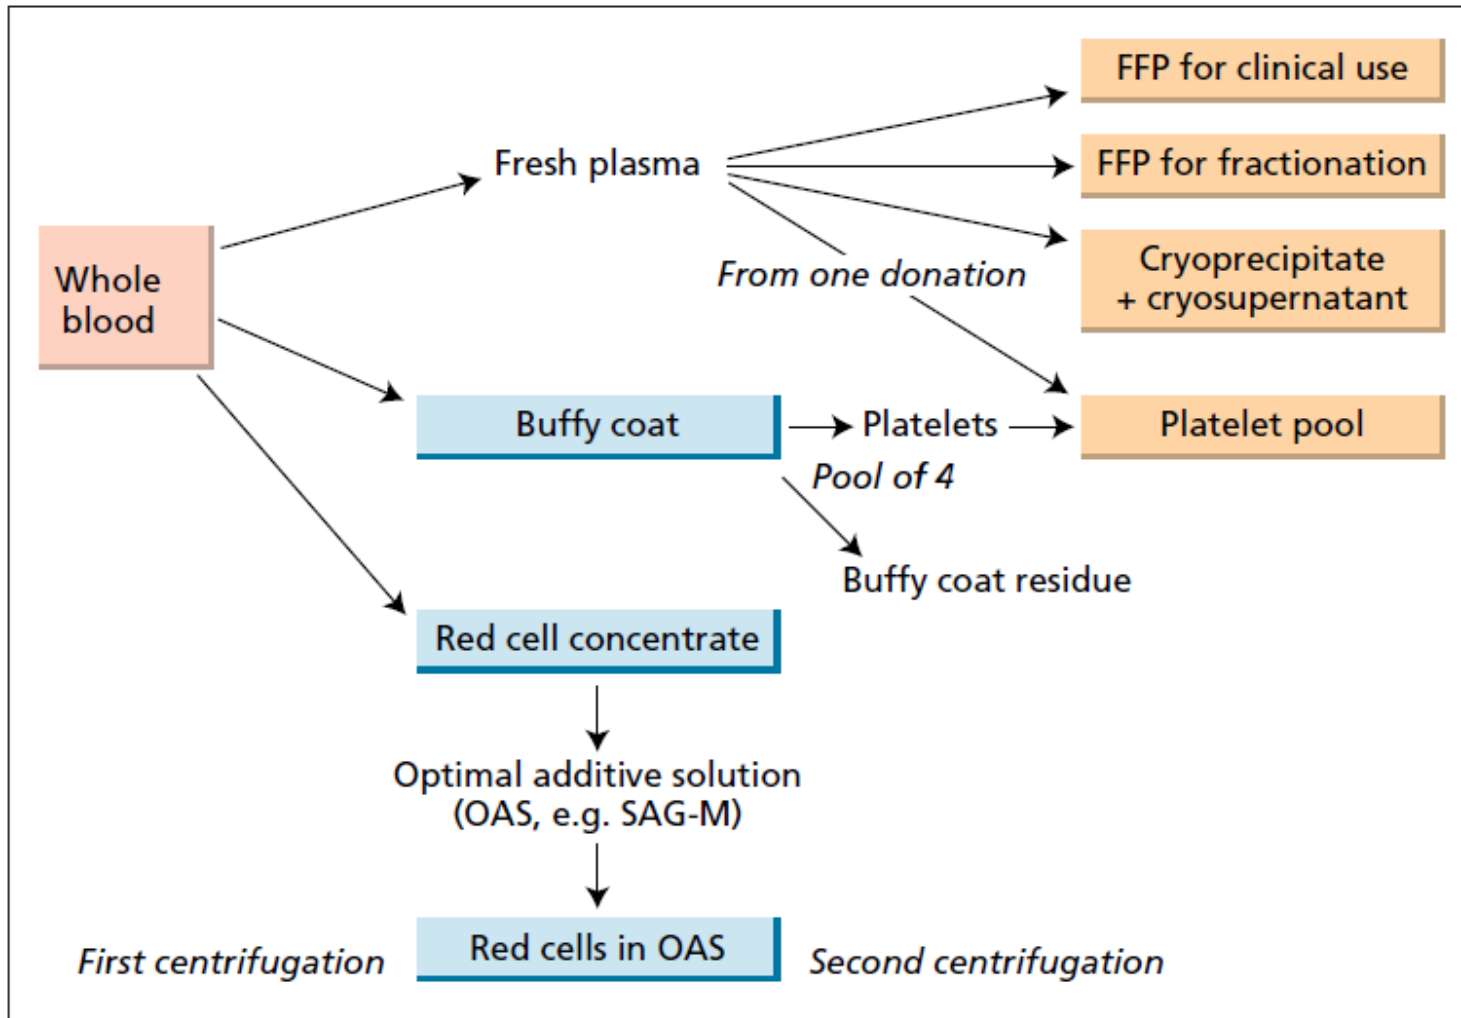 FFP for clinical use
Fresh plasma
FFP for fractionation
Whole
blood
From one donation
Cryoprecipitate
+ cryosupernatant
Buffy coat
Platelets
Platelet pool
Pool of 4
Buffy coat residue
Red cell concentrate
Optimal additive solution
(OAS, e.g. SAG-M)
First centrifugation
Red cells in OAS
Second centrifugation